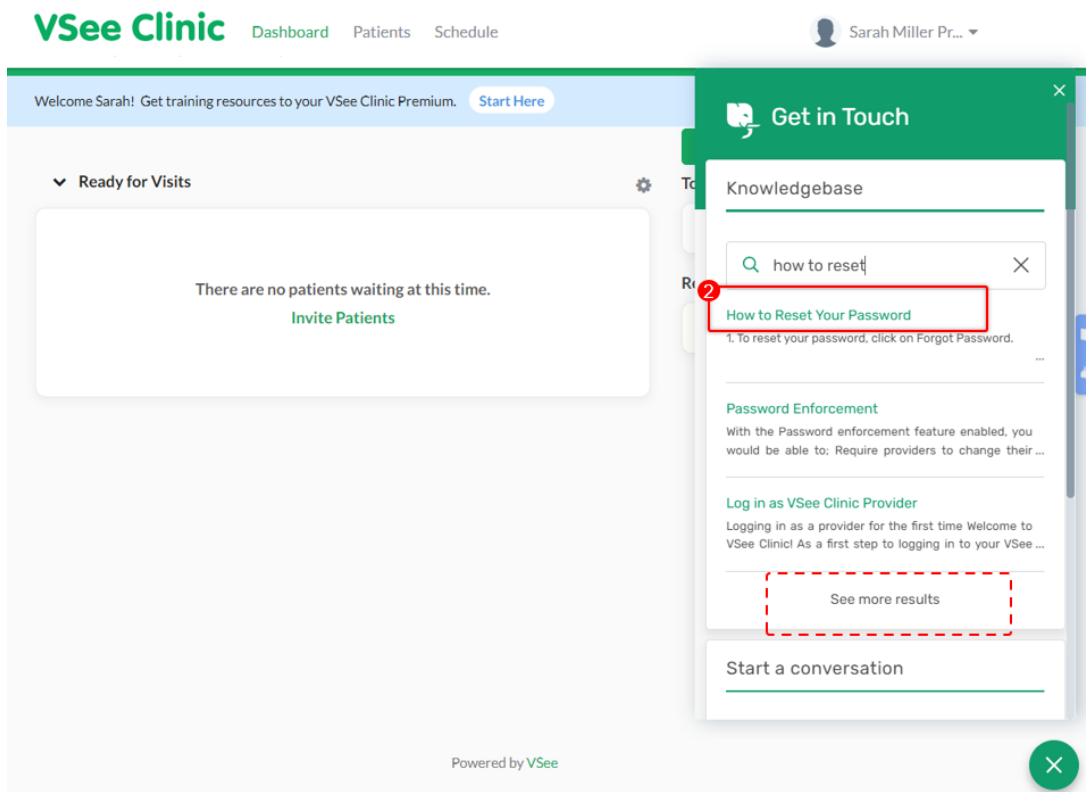 VSee Clinic
Dashboard Patients Schedule
Sarah Miller Pr...
Welcome Sarah! Get training resources to your VSee Clinic Premium.
Start Here
Ready for Visits
There are no patients waiting at this time.
Invite Patients
Get in Touch
Knowledgebase
how to reset
2
How to Reset Your Password
1. To reset your password, click on Forgot Password.
...
Password Enforcement
With the Password enforcement feature enabled, you
would be able to; Require providers to change their ...
Log in as VSee Clinic Provider
Logging in as a provider for the first time Welcome to
VSee Clinic! As a first step to logging in to your VSee ...
See more results
Start a conversation
Powered by VSee